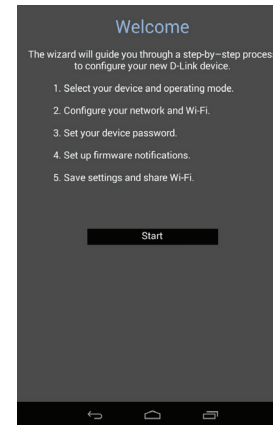 Welcome
The wizard will guide you through a step-by-step process
to configure your new D-Link device.
1. Select your device and operating mode.
2. Configure your network and Wi-Fi.
3. Set your device password.
4. Set up firmware notifications.
5. Save settings and share Wi-Fi.
Start